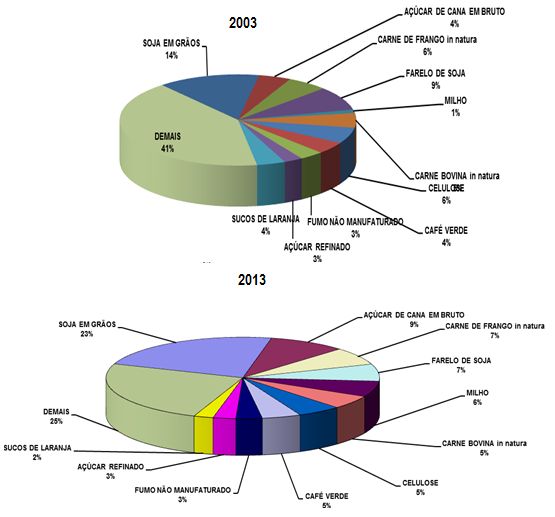 2003
AÇÚCAR DE CANA EM BRUTO
4%
SOJA EM GRÃOS
14%
CARNE DE FRANGO in natura
6%
FARELO DE SOJA
9%
MILHO
1%
DEMAIS
41%
CARNE BOVINA in natura
CELULOSE
6%
SUCOS DE LARANJA
4%
FUMO NÃO MANUFATURADO
3%
CAFÉ VERDE
4%
AÇÚCAR REFINADO
3%
2013
SOJA EM GRÃOS
23%
AÇÚCAR DE CANA EM BRUTO
9%
CARNE DE FRANGO in natura
7%
FARELO DE SOJA
7%
MILHO
6%
DEMAIS
25%
CARNE BOVINA in natura
5%
SUCOS DE LARANJA
2%
AÇÚCAR REFINADO
3%
CELULOSE
5%
FUMO NÃO MANUFATURADO
3%
CAFÉ VERDE
5%